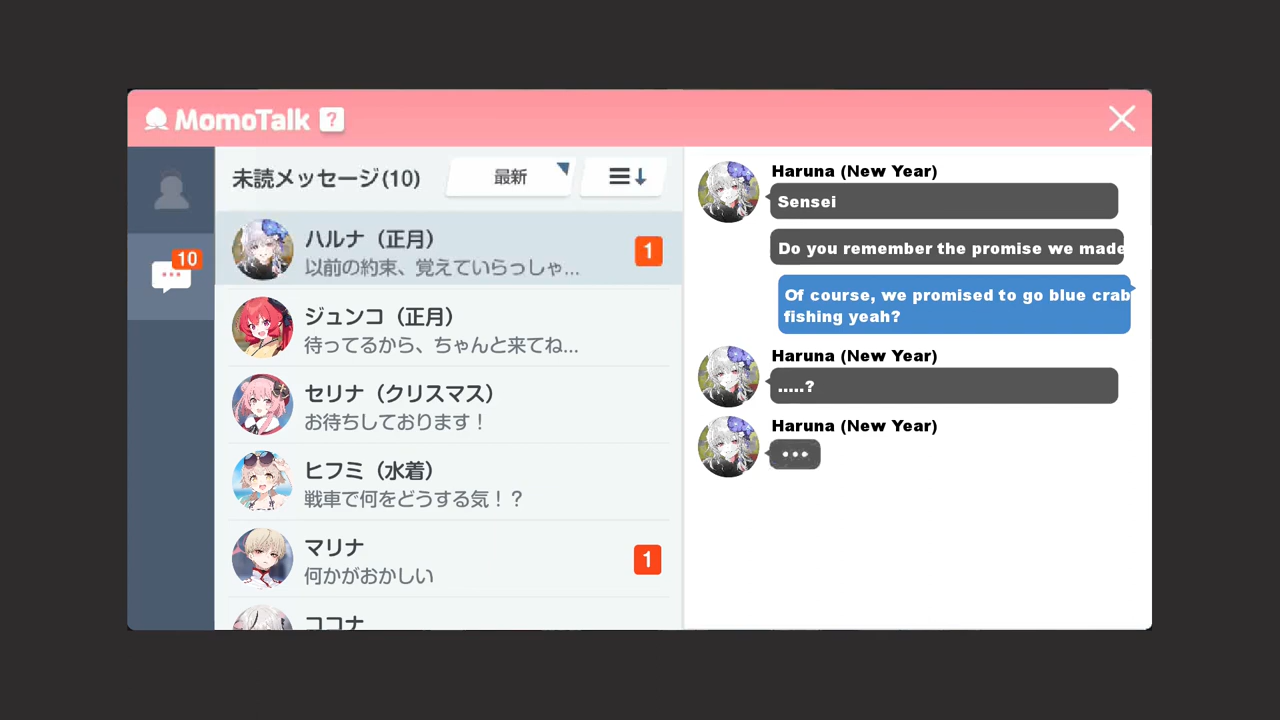 MomoTalk ?
10
未読メッセージ(10)
最新
ハルナ（正月）
以前の約束、覚えていらっしゃ...
1
ジュンコ（正月）
待ってるから、ちゃんと来てね...
セリナ（クリスマス）
お待ちしております！
ヒフミ（水着）
戦車で何をどうする気！？
マリナ
何かがおかしい
1
ココナ
Haruna (New Year)
Sensei
Do you remember the promise we made
Of course, we promised to go blue crab
fishing yeah?
Haruna (New Year)
.....?
Haruna (New Year)
•••